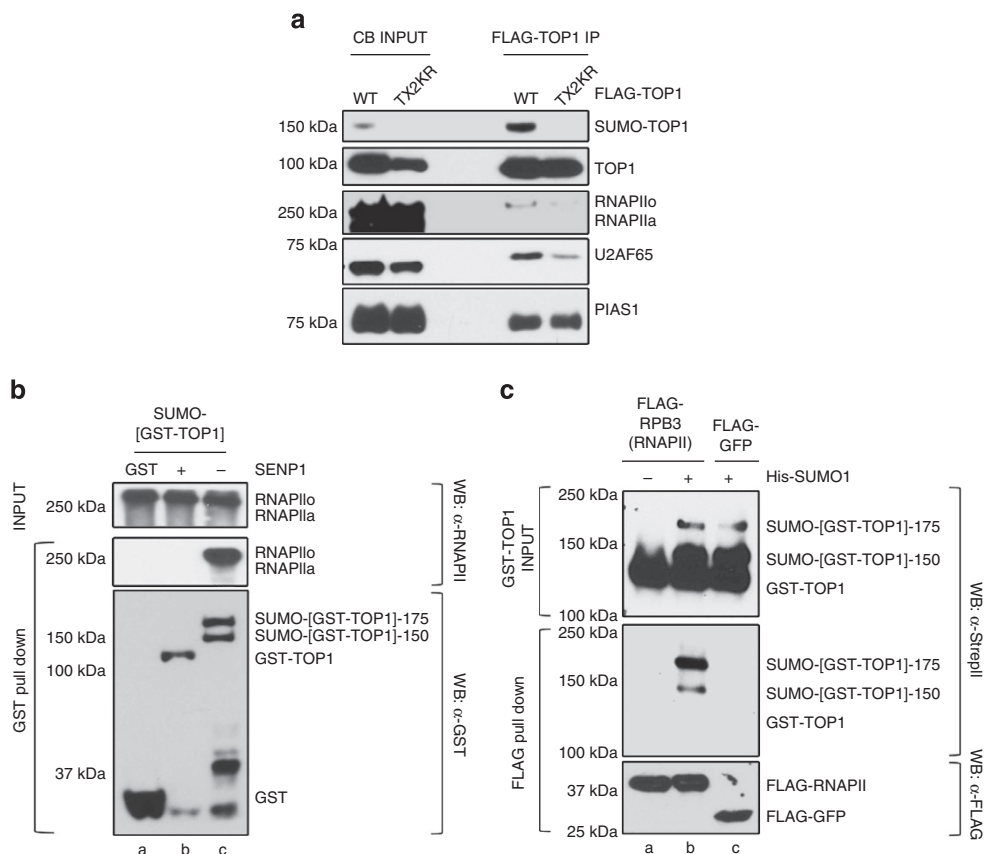 a
CB INPUT
FLAG-TOP1 IP
WT
TX2KR
WT
TX2KR
FLAG-TOP1
150 kDa
SUMO-TOP1
100 kDa
TOP1
250 kDa
RNAPIIo
RNAPIIa
75 kDa
U2AF65
75 kDa
PIAS1
b
SUMO-
[GST-TOP1]
GST + – SENP1
INPUT
250 kDa
RNAPIIo
RNAPIIa
WB: α-RNAPII
GST pull down
250 kDa
RNAPIIo
RNAPIIa
SUMO-[GST-TOP1]-175
150 kDa
SUMO-[GST-TOP1]-150
100 kDa
GST-TOP1
WB: α-GST
37 kDa
GST
a b c
c
FLAG-
RPB3
(RNAPII)
FLAG-
GFP
– + + His-SUMO1
GST-TOP1
INPUT
250 kDa
SUMO-[GST-TOP1]-175
150 kDa
SUMO-[GST-TOP1]-150
GST-TOP1
100 kDa
WB: α-StrepII
FLAG pull down
250 kDa
SUMO-[GST-TOP1]-175
150 kDa
SUMO-[GST-TOP1]-150
GST-TOP1
100 kDa
WB: α-FLAG
37 kDa
FLAG-RNAPII
FLAG-GFP
25 kDa
a b c